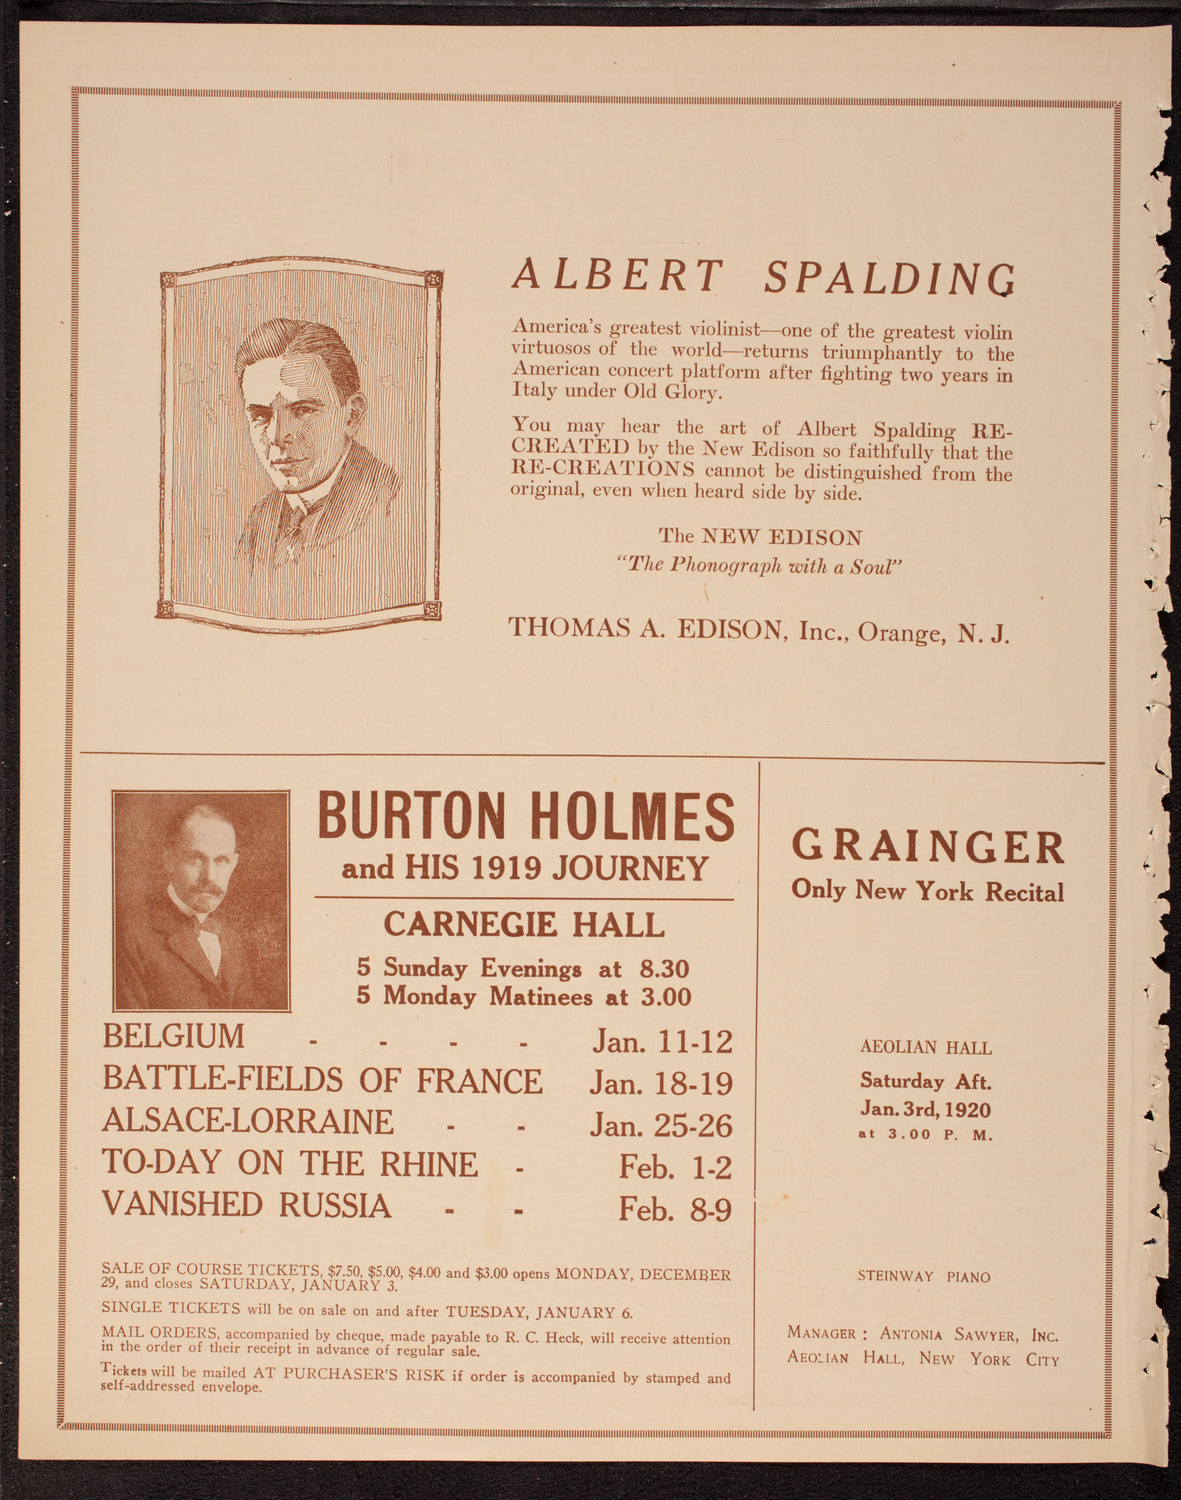 ALBERT SPALDING
America's greatest violinist—one of the greatest violin
virtuosos of the world—returns triumphantly to the
American concert platform after fighting two years in
Italy under Old Glory.
You may hear the art of Albert Spalding RE-
CREATED by the New Edison so faithfully that the
RE-CREATIONS cannot be distinguished from the
original, even when heard side by side.
The NEW EDISON
"The Phonograph with a Soul"
THOMAS A. EDISON, Inc., Orange, N. J.
BURTON HOLMES
and HIS 1919 JOURNEY
CARNEGIE HALL
5 Sunday Evenings at 8.30
5 Monday Matinees at 3.00
BELGIUM - - - - Jan. 11-12
BATTLE-FIELDS OF FRANCE Jan. 18-19
ALSACE-LORRAINE - - Jan. 25-26
TO-DAY ON THE RHINE - Feb. 1-2
VANISHED RUSSIA - - Feb. 8-9
SALE OF COURSE TICKETS, $7.50, $5.00, $4.00 and $3.00 opens MONDAY, DECEMBER
29, and closes SATURDAY, JANUARY 3.
SINGLE TICKETS will be on sale on and after TUESDAY, JANUARY 6.
MAIL ORDERS, accompanied by cheque, made payable to R. C. Heck, will receive attention
in the order of their receipt in advance of regular sale.
Tickets will be mailed AT PURCHASER'S RISK if order is accompanied by stamped and
self-addressed envelope.
GRAINGER
Only New York Recital
AEOLIAN HALL
Saturday Aft.
Jan. 3rd, 1920
at 3.00 P. M.
STEINWAY PIANO
MANAGER: ANTONIA SAWYER, INC.
AEOLIAN HALL, NEW YORK CITY